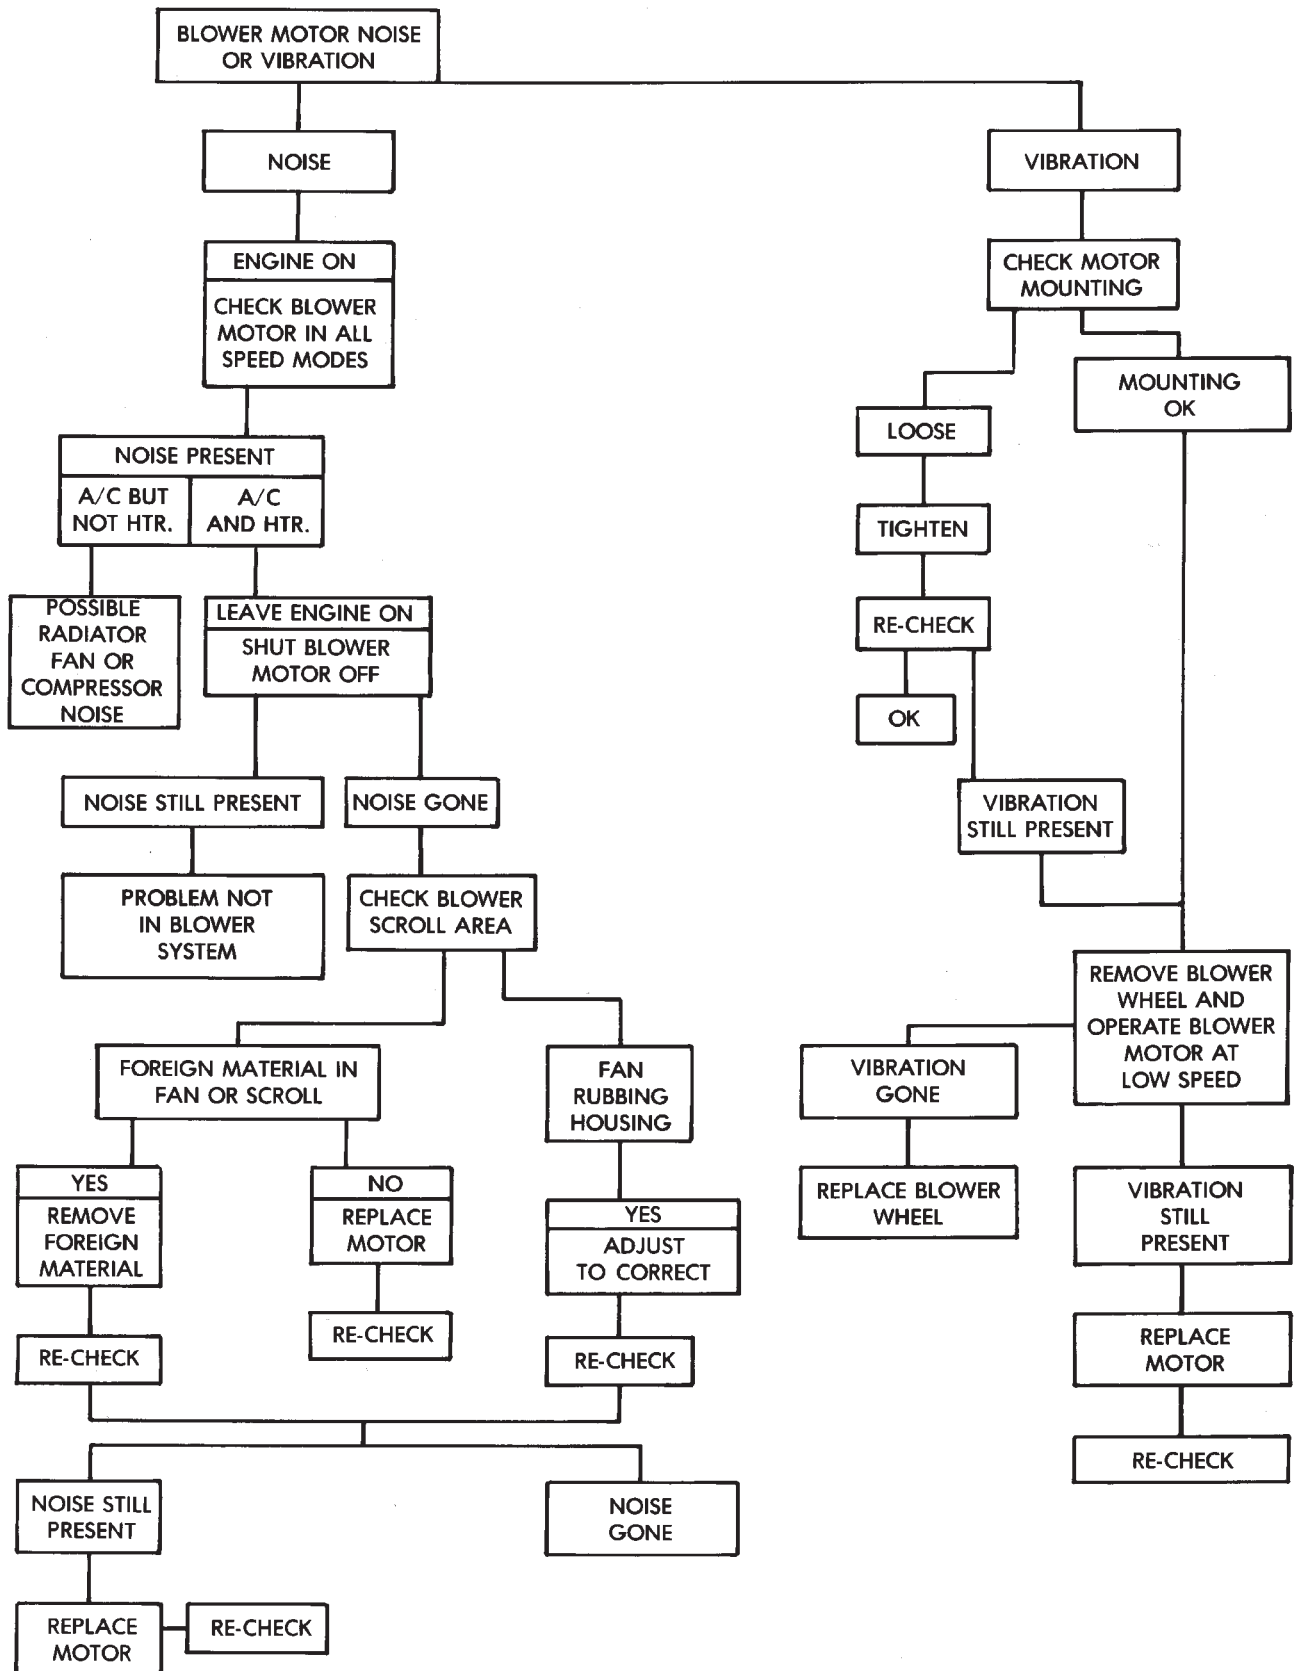 BLOWER MOTOR NOISE
OR VIBRATION
NOISE
ENGINE ON
CHECK BLOWER
MOTOR IN ALL
SPEED MODES
NOISE PRESENT
A/C BUT
NOT HTR.
A/C
AND HTR.
POSSIBLE
RADIATOR
FAN OR
COMPRESSOR
NOISE
LEAVE ENGINE ON
SHUT BLOWER
MOTOR OFF
NOISE STILL PRESENT
NOISE GONE
PROBLEM NOT
IN BLOWER
SYSTEM
CHECK BLOWER
SCROLL AREA
FOREIGN MATERIAL IN
FAN OR SCROLL
FAN
RUBBING
HOUSING
YES
REMOVE
FOREIGN
MATERIAL
NO
REPLACE
MOTOR
YES
ADJUST
TO CORRECT
RE-CHECK
RE-CHECK
RE-CHECK
NOISE STILL
PRESENT
NOISE
GONE
REPLACE
MOTOR
RE-CHECK
VIBRATION
CHECK MOTOR
MOUNTING
LOOSE
MOUNTING
OK
TIGHTEN
RE-CHECK
OK
VIBRATION
STILL PRESENT
REMOVE BLOWER
WHEEL AND
OPERATE BLOWER
MOTOR AT
LOW SPEED
VIBRATION
GONE
REPLACE BLOWER
WHEEL
VIBRATION
STILL
PRESENT
REPLACE
MOTOR
RE-CHECK